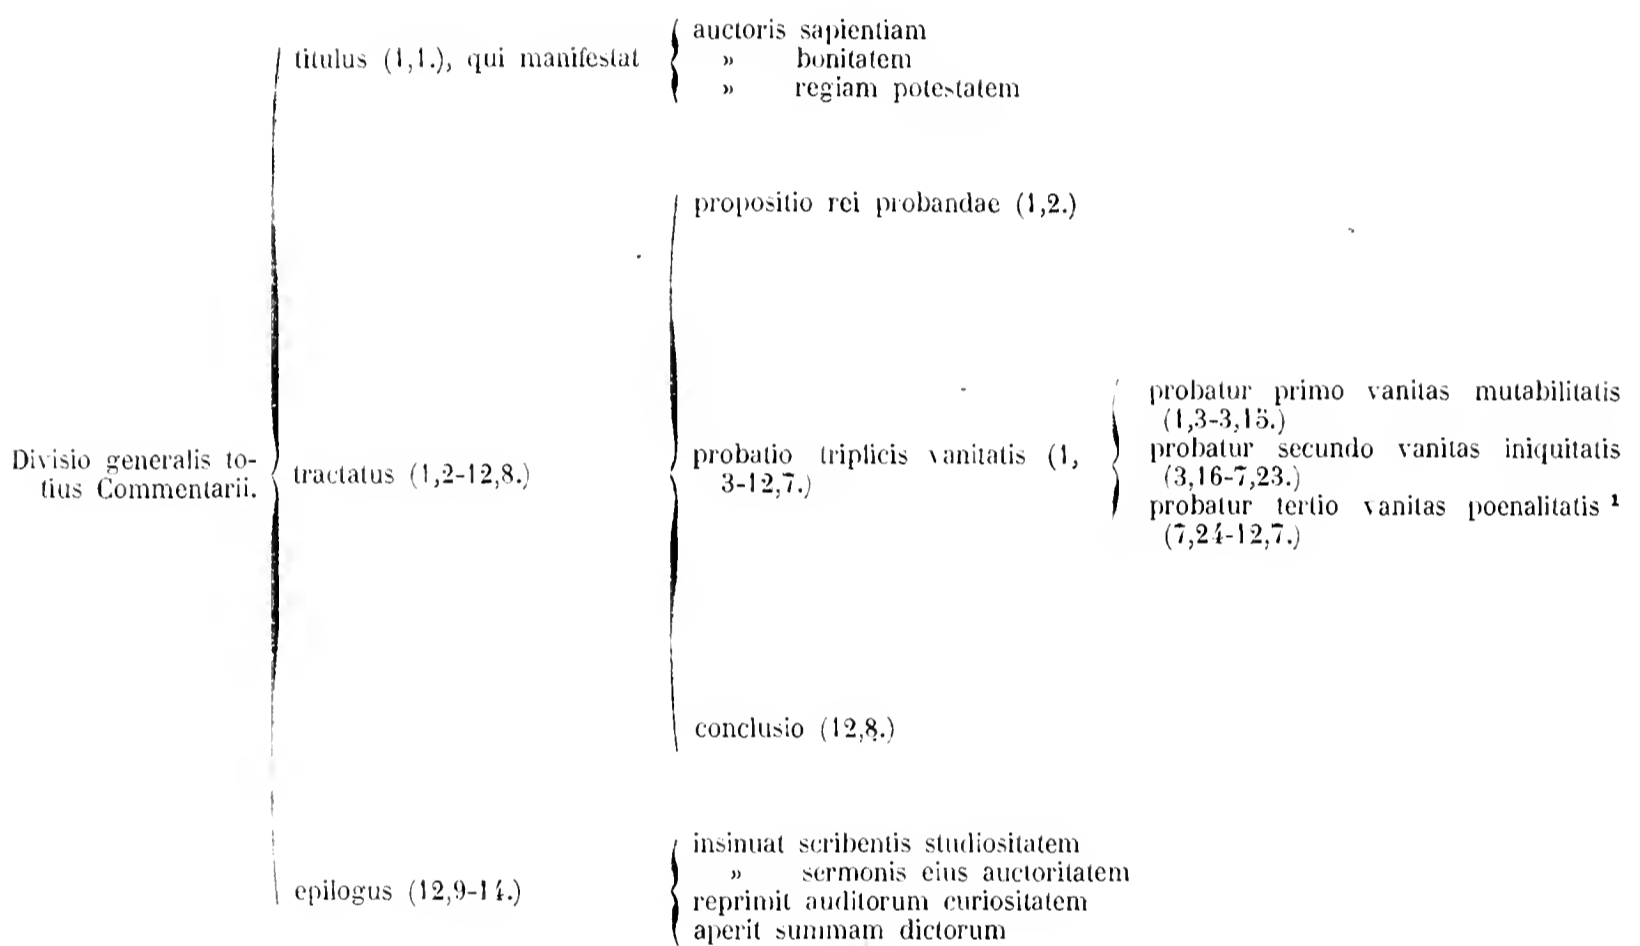 auctoris sapientiam
titulus (1,1.), qui manifestat
» bonitatem
» regiam potestatem
propositio rei probandae (1,2.)
probatur primo vanitas mutabilitatis
(1,3-3,15.)
Divisio generalis to-
tius Commentarii.
tractatus (1,2-12,8.)
probatio triplicis vanitatis (1,
3-12,7.)
probatur secundo vanitas iniquitatis
(3,16-7,23.)
probatur tertio vanitas poenalitatis ¹
(7,24-12,7.)
conclusio (12,8.)
epilogus (12,9-14.)
insinuat scribentis studiositatem
» sermonis eius auctoritatem
reprimit auditorum curiositatem
aperit summam dictorum